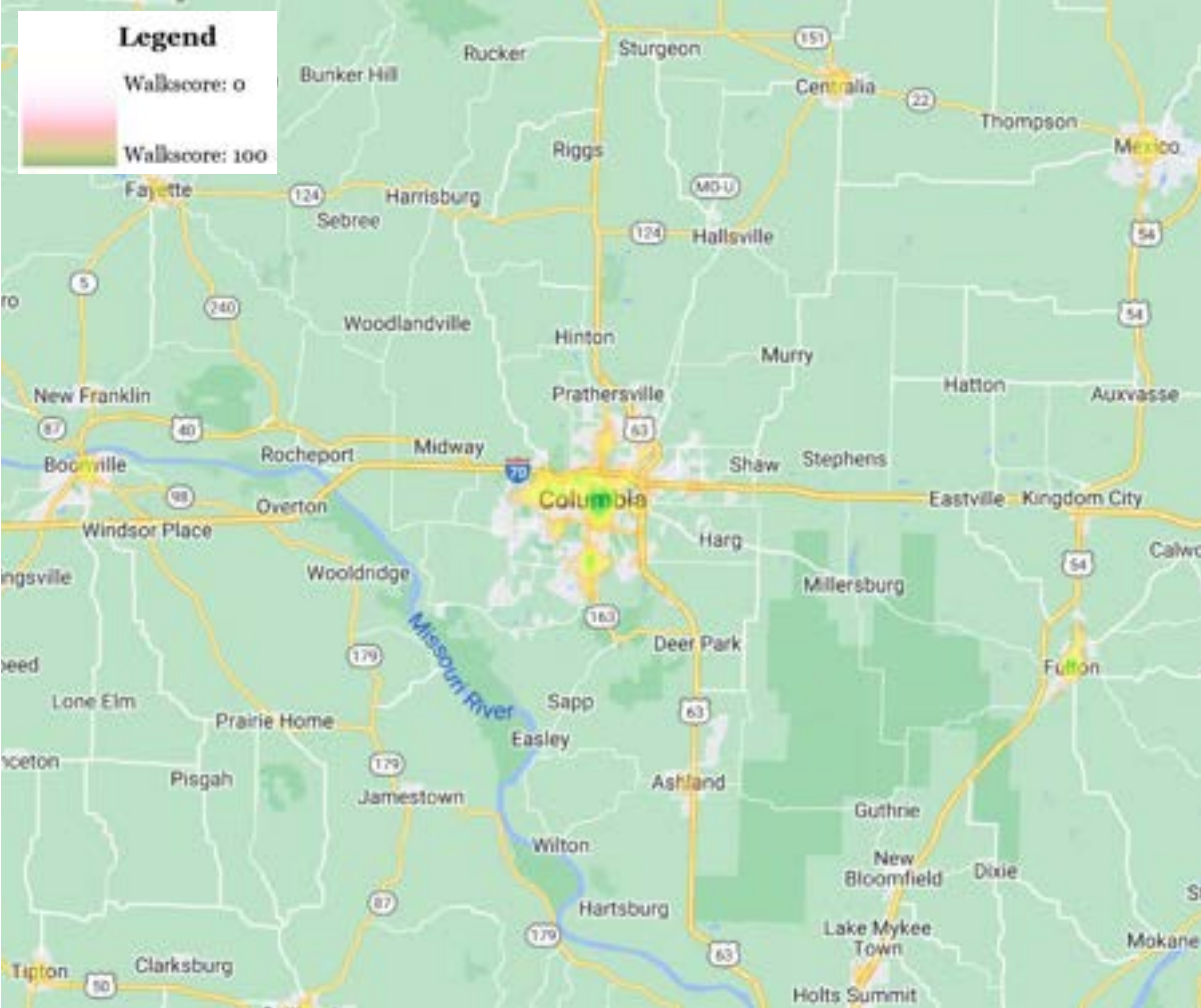 Legend
Walkscore: 0
Walkscore: 100
Rucker
Sturgeon
151
Bunker Hill
Centralia
22
Thompson
Mexico
Riggs
Fayette
124
Harrisburg
MO-U
Sebree
124
Hallsville
54
5
ro
240
54
Woodlandville
Hinton
Murry
New Franklin
Prathersville
Hatton
Auxvasse
87
40
63
Midway
Rocheport
Boonville
70
Shaw
Stephens
98
Overton
Columbia
Eastville
Kingdom City
Windsor Place
Harg
ngsville
Wooldridge
Millersburg
54
Calwo
163
Missouri River
Deer Park
179
Fulton
peed
Lone Elm
Sapp
63
Prairie Home
Easley
nceton
Pisgah
179
Ashland
Jamestown
Guthrie
Wilton
New
Bloomfield
Dixie
87
Hartsburg
S
179
Lake Mykee
Town
Mokane
63
Tipton
Clarksburg
50
Holts Summit